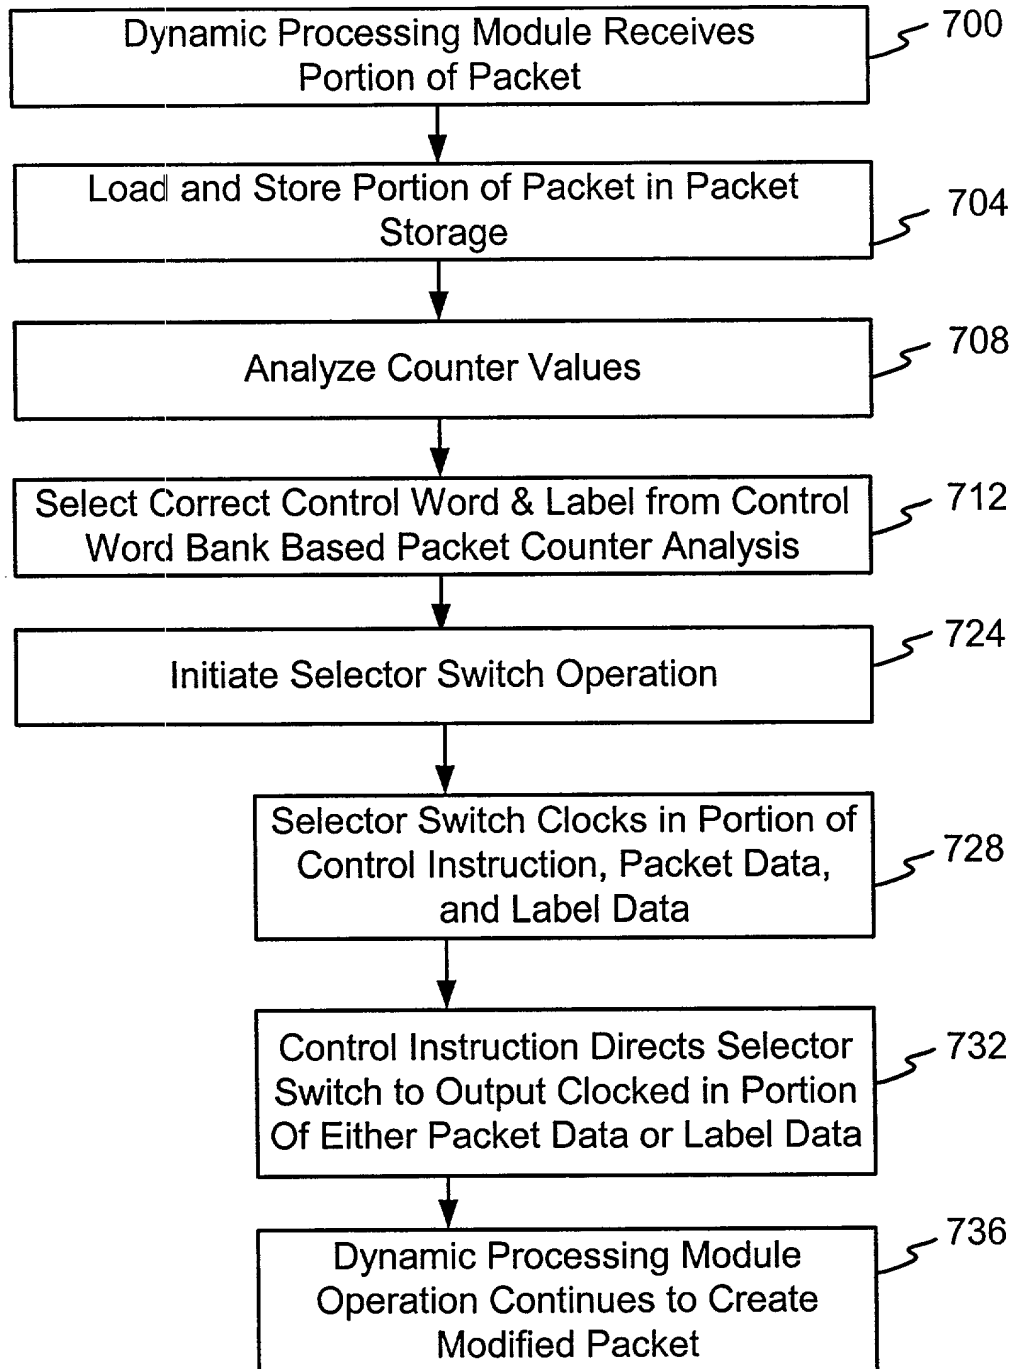 Dynamic Processing Module Receives
Portion of Packet
700
Load and Store Portion of Packet in Packet
Storage
704
Analyze Counter Values
708
Select Correct Control Word & Label from Control
Word Bank Based Packet Counter Analysis
712
Initiate Selector Switch Operation
724
Selector Switch Clocks in Portion of
Control Instruction, Packet Data,
and Label Data
728
Control Instruction Directs Selector
Switch to Output Clocked in Portion
Of Either Packet Data or Label Data
732
Dynamic Processing Module
Operation Continues to Create
Modified Packet
736